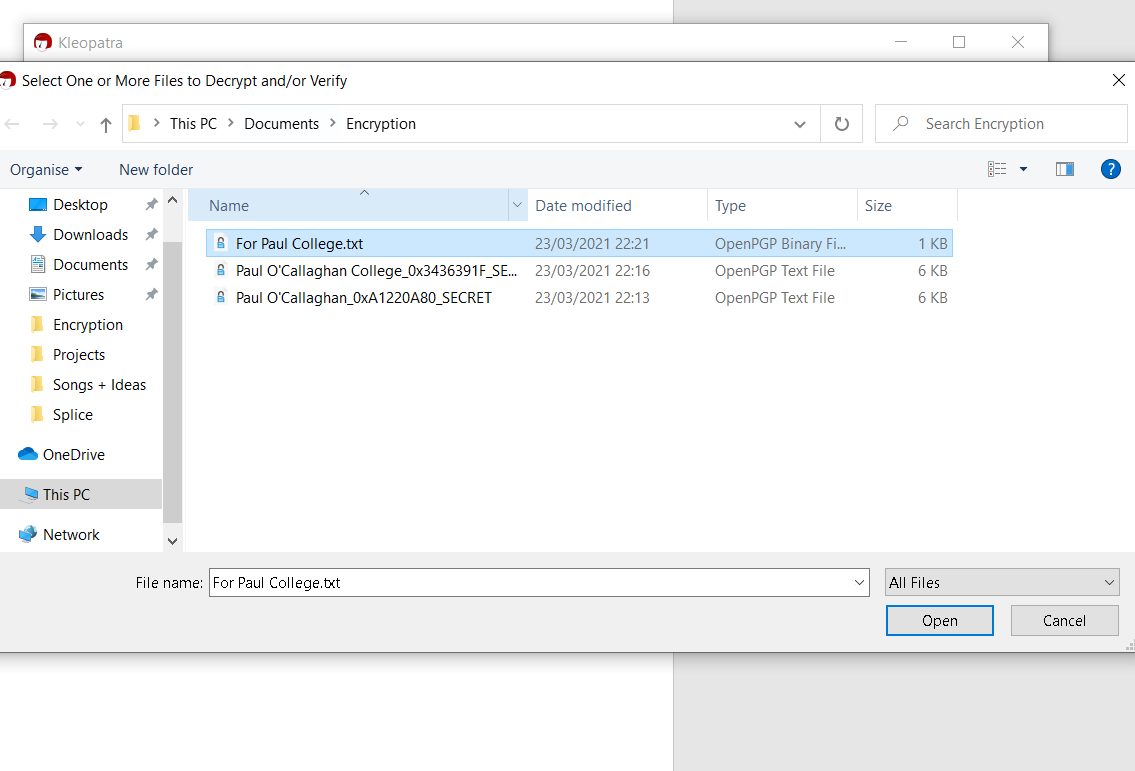 Kleopatra
Select One or More Files to Decrypt and/or Verify
This PC > Documents > Encryption
Search Encryption
Organise
New folder
?
Name Date modified Type Size
Desktop
Downloads
Documents
Pictures
Encryption
Projects
Songs + Ideas
Splice
OneDrive
This PC
Network
For Paul College.txt 23/03/2021 22:21 OpenPGP Binary Fi... 1 KB
Paul O'Callaghan College_0x3436391F_SE... 23/03/2021 22:16 OpenPGP Text File 6 KB
Paul O'Callaghan_0xA1220A80_SECRET 23/03/2021 22:13 OpenPGP Text File 6 KB
File name: For Paul College.txt All Files
Open Cancel